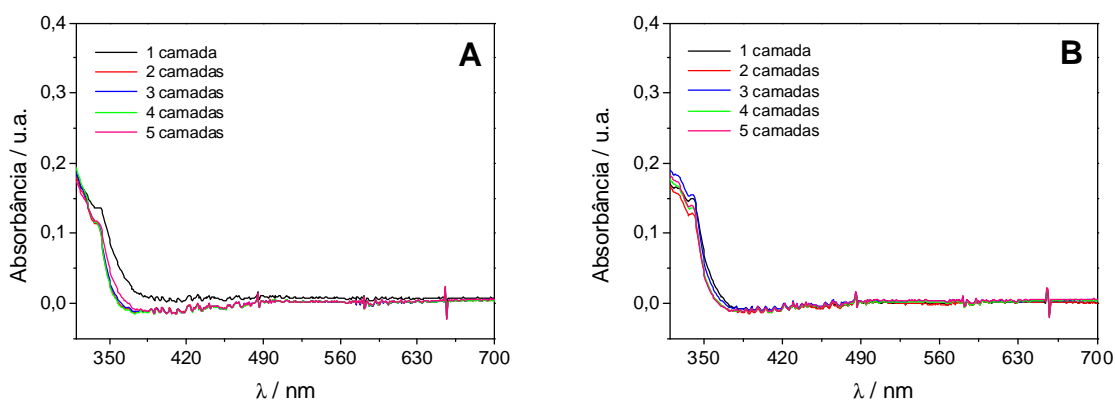 0,4
0,3
0,2
0,1
0,0
Absorbância / u.a.
1 camada
2 camadas
3 camadas
4 camadas
5 camadas
A
350 420 490 560 630 700
λ / nm
0,4
0,3
0,2
0,1
0,0
Absorbância / u.a.
1 camada
2 camadas
3 camadas
4 camadas
5 camadas
B
350 420 490 560 630 700
λ / nm